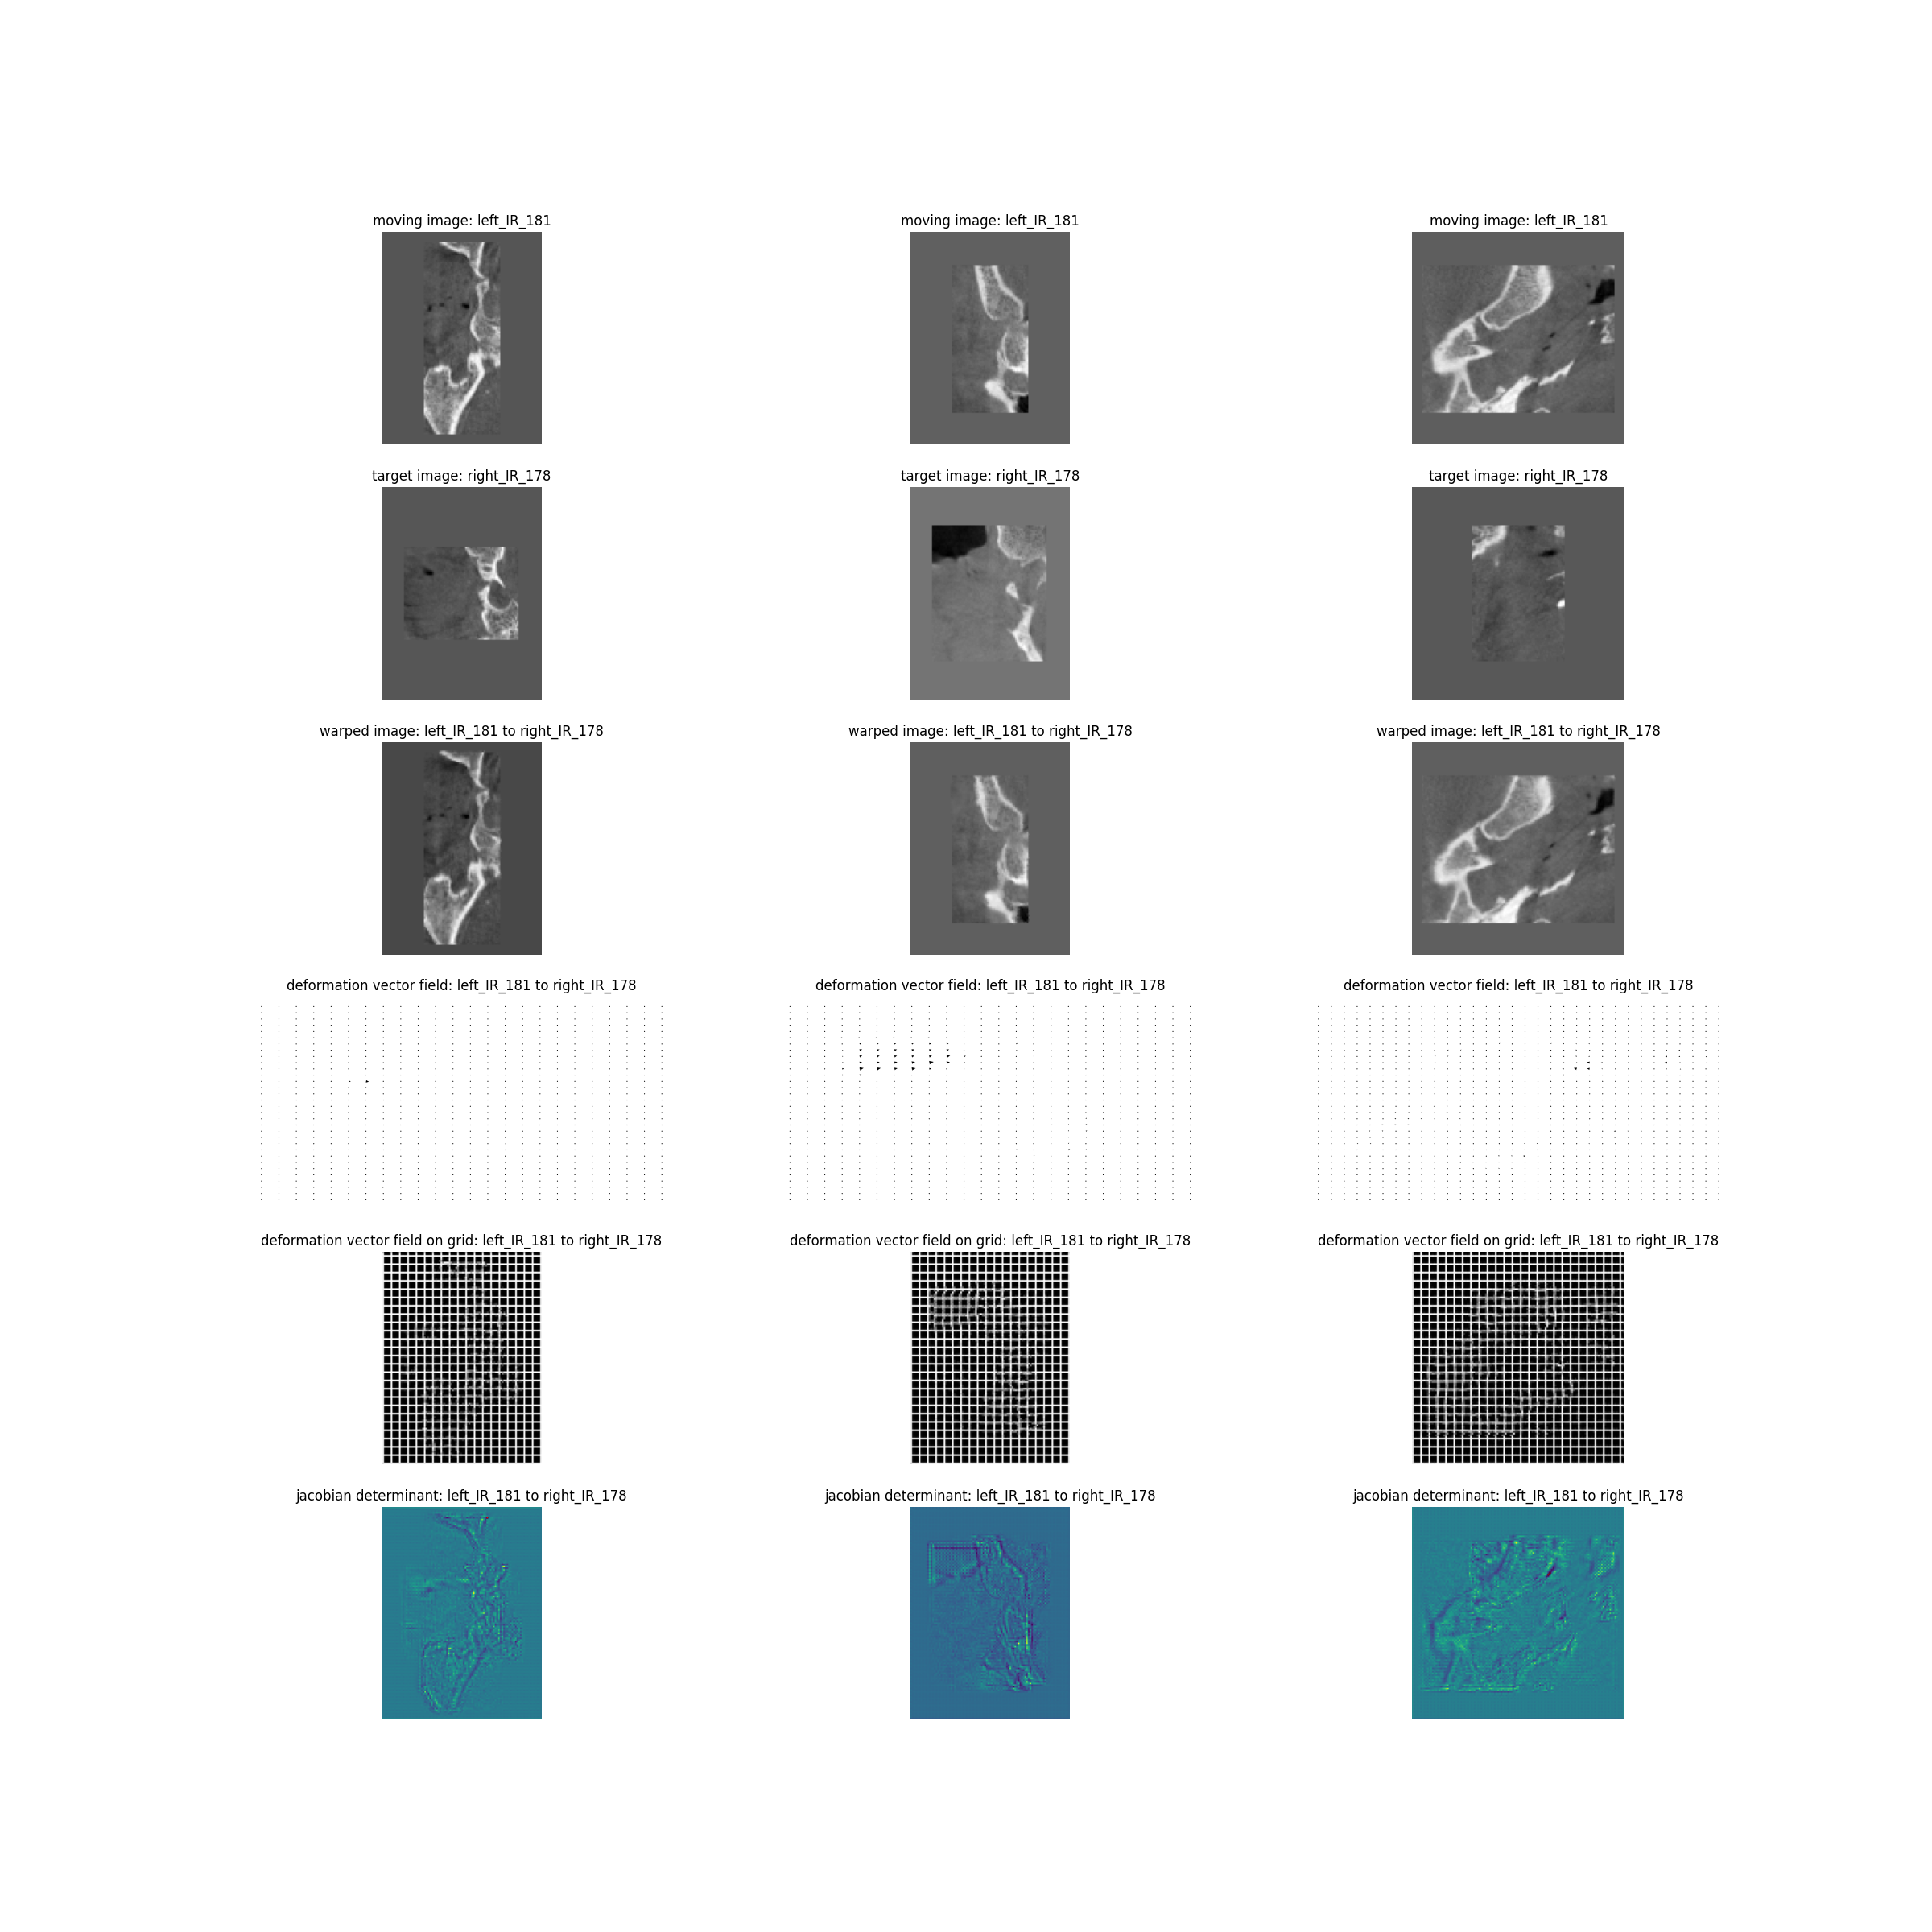 moving image: left_IR_181 moving image: left_IR_181 moving image: left_IR_181
target image: right_IR_178 target image: right_IR_178 target image: right_IR_178
warped image: left_IR_181 to right_IR_178 warped image: left_IR_181 to right_IR_178 warped image: left_IR_181 to right_IR_178
deformation vector field: left_IR_181 to right_IR_178 deformation vector field: left_IR_181 to right_IR_178 deformation vector field: left_IR_181 to right_IR_178
deformation vector field on grid: left_IR_181 to right_IR_178 deformation vector field on grid: left_IR_181 to right_IR_178 deformation vector field on grid: left_IR_181 to right_IR_178
jacobian determinant: left_IR_181 to right_IR_178 jacobian determinant: left_IR_181 to right_IR_178 jacobian determinant: left_IR_181 to right_IR_178